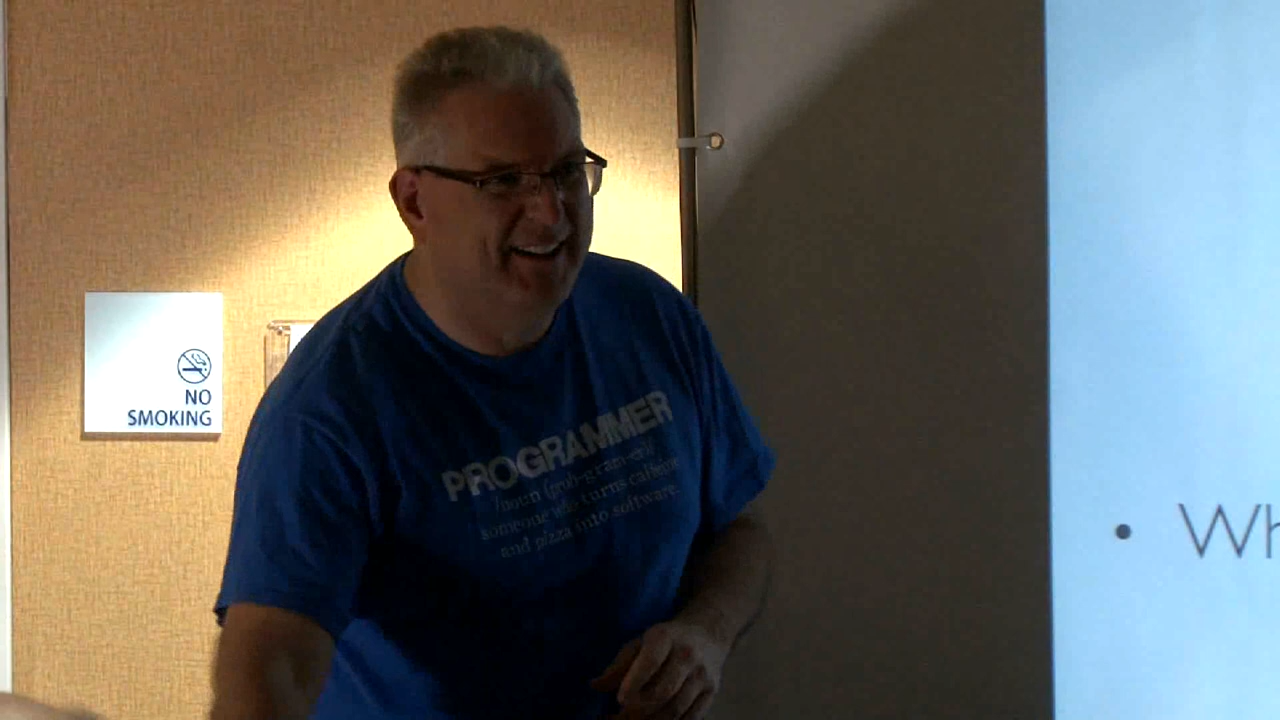 NO
SMOKING
PROGRAMMER
/noun (proh-gram-er)/
someone who turns caffeine
and pizza into software.
• Wh